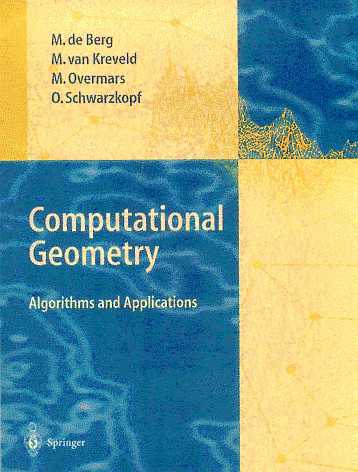 M. de Berg
M. van Kreveld
M. Overmars
O. Schwarzkopf
Computational
Geometry
Algorithms and Applications
Springer